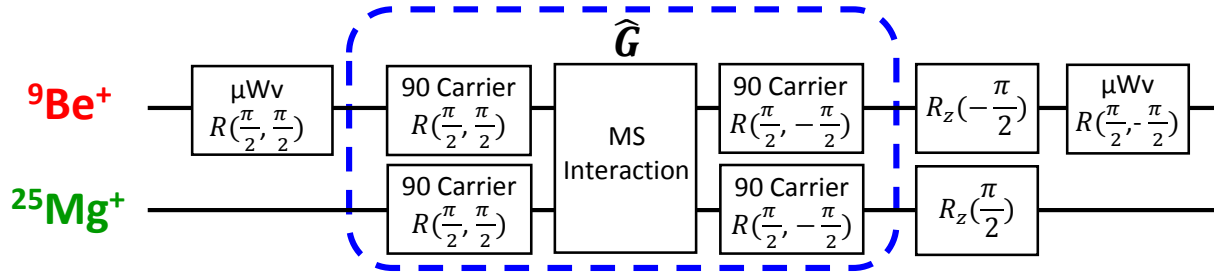 Ĝ
⁹Be⁺
µWv
R(π/2, π/2)
90 Carrier
R(π/2, π/2)
MS
Interaction
90 Carrier
R(π/2, −π/2)
R_z(−π/2)
µWv
R(π/2, -π/2)
²⁵Mg⁺
90 Carrier
R(π/2, π/2)
90 Carrier
R(π/2, −π/2)
R_z(π/2)